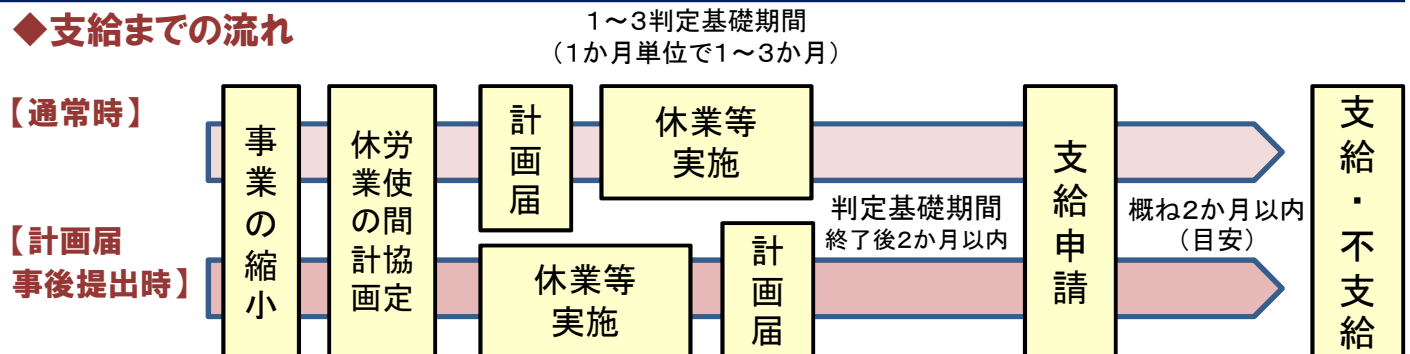 ◆支給までの流れ
1～3判定基礎期間
(1か月単位で1～3か月)
【通常時】
【計画届
事後提出時】
事業の縮小
労使間協定
休業の計画
計画届
休業等
実施
休業等
実施
計画届
判定基礎期間
終了後2か月以内
支給申請
概ね2か月以内
(目安)
支給・不支給